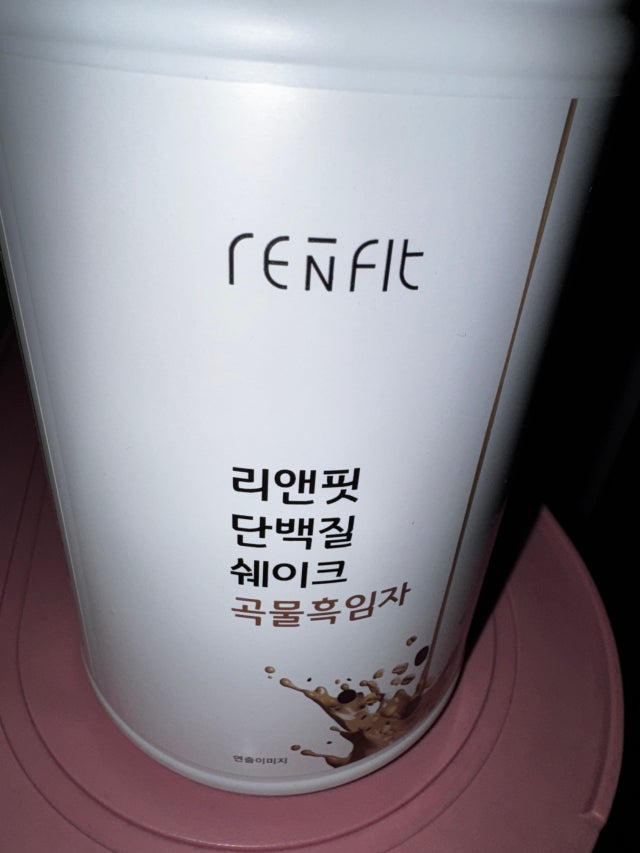 renfit
리앤핏
단백질
쉐이크
곡물흑임자
연출이미지